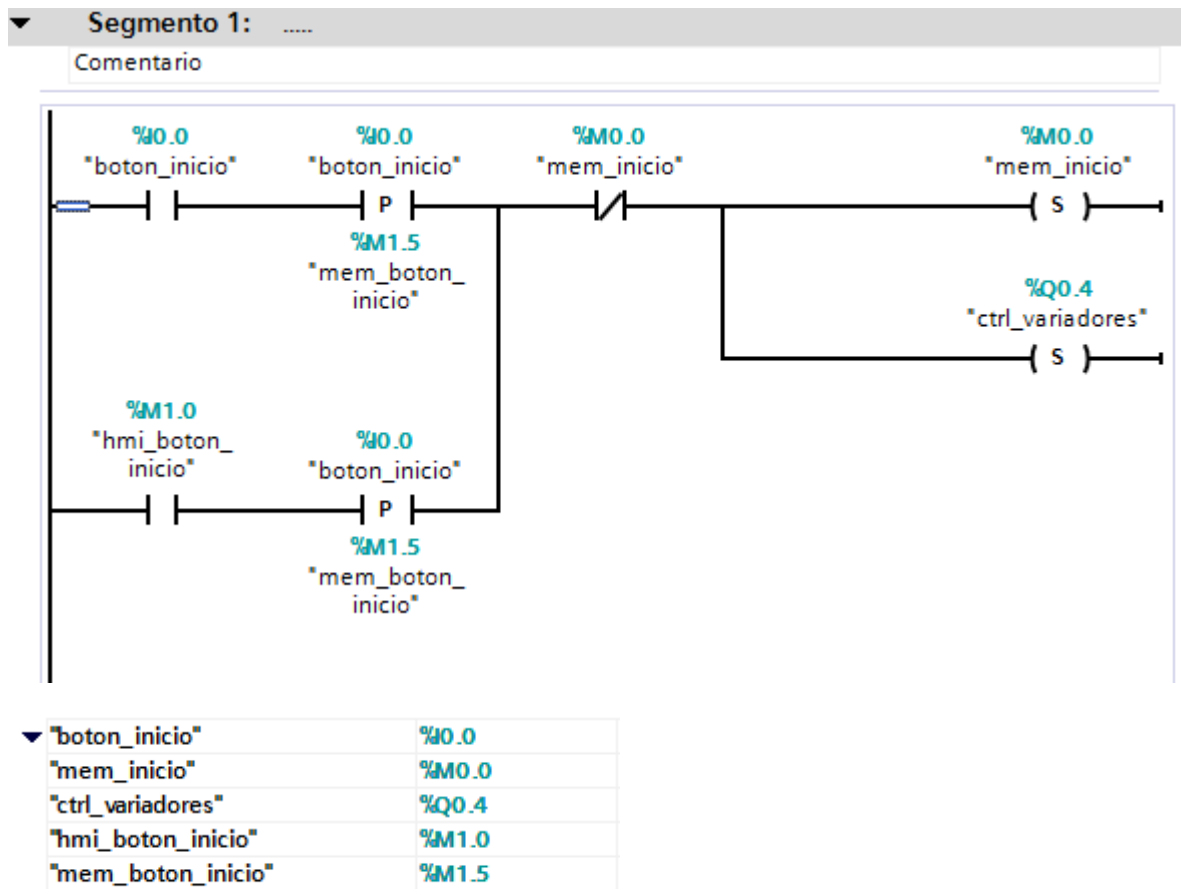 Segmento 1: .....
Comentario
%I0.0 %I0.0 %M0.0 %M0.0
"boton_inicio" "boton_inicio" "mem_inicio" "mem_inicio"
P S
%M1.5
"mem_boton_
inicio"
%Q0.4
"ctrl_variadores"
S
%M1.0
"hmi_boton_
inicio"
%I0.0
"boton_inicio"
P
%M1.5
"mem_boton_
inicio"
"boton_inicio" %I0.0
"mem_inicio" %M0.0
"ctrl_variadores" %Q0.4
"hmi_boton_inicio" %M1.0
"mem_boton_inicio" %M1.5